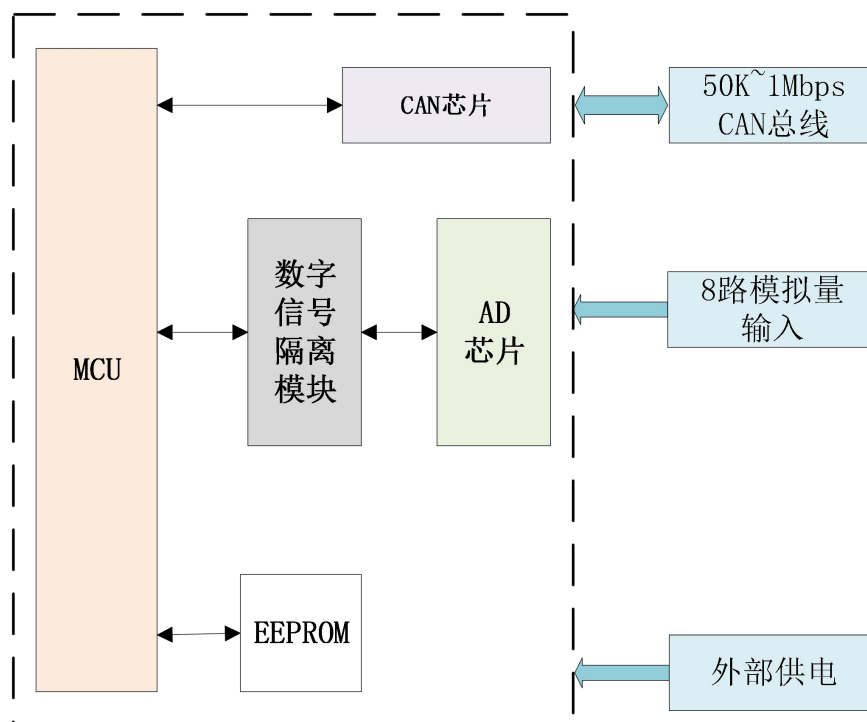 MCU
CAN芯片
50K~1Mbps
CAN总线
数字
信号
隔离
模块
AD
芯片
8路模拟量
输入
EEPROM
外部供电